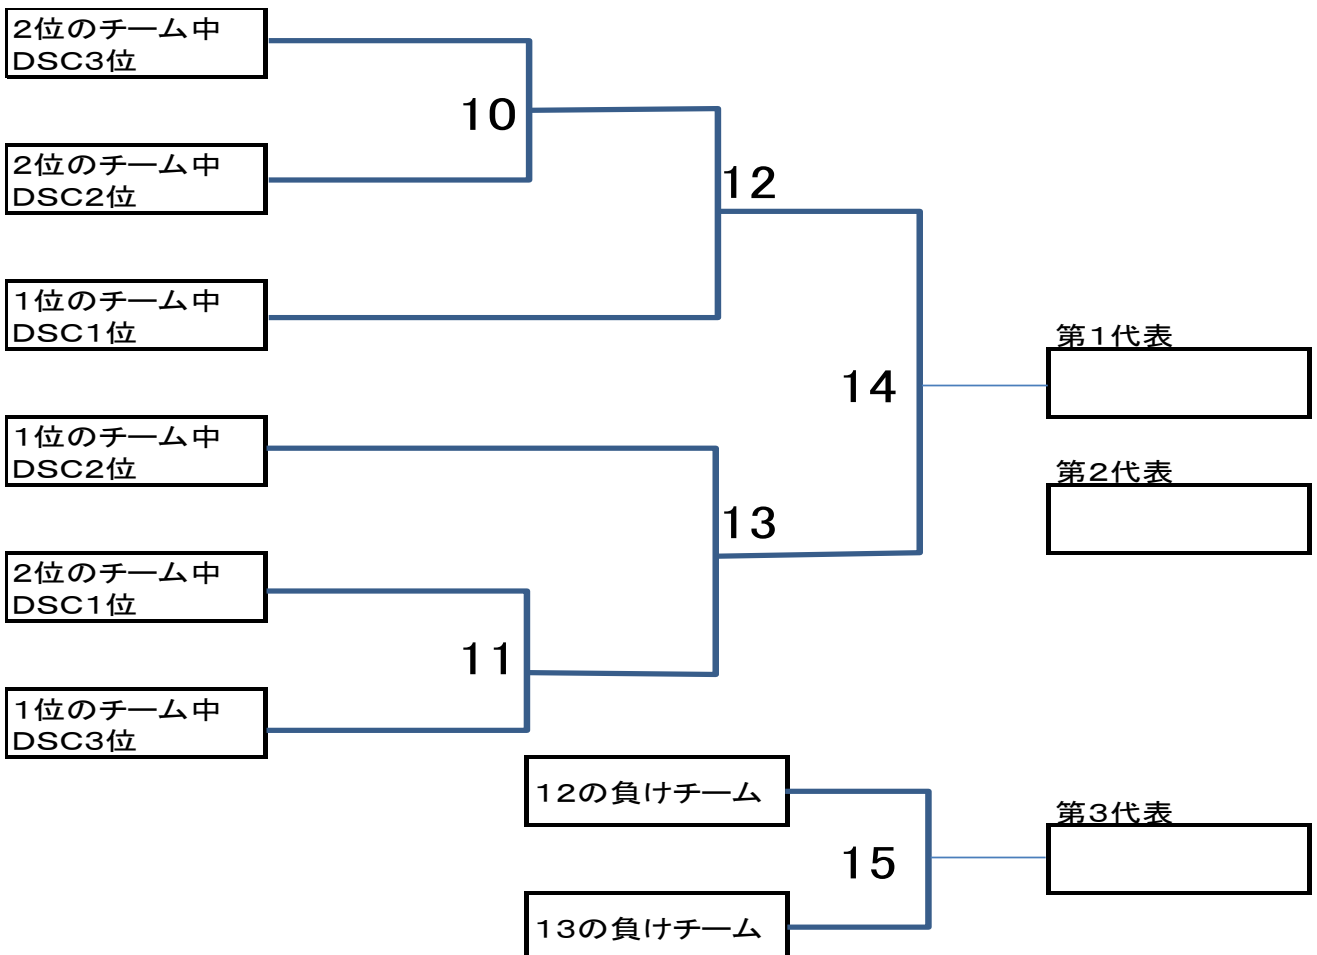 2位のチーム中
DSC3位
10
2位のチーム中
DSC2位
12
1位のチーム中
DSC1位
第1代表
14
1位のチーム中
DSC2位
第2代表
13
2位のチーム中
DSC1位
11
1位のチーム中
DSC3位
12の負けチーム
第3代表
15
13の負けチーム